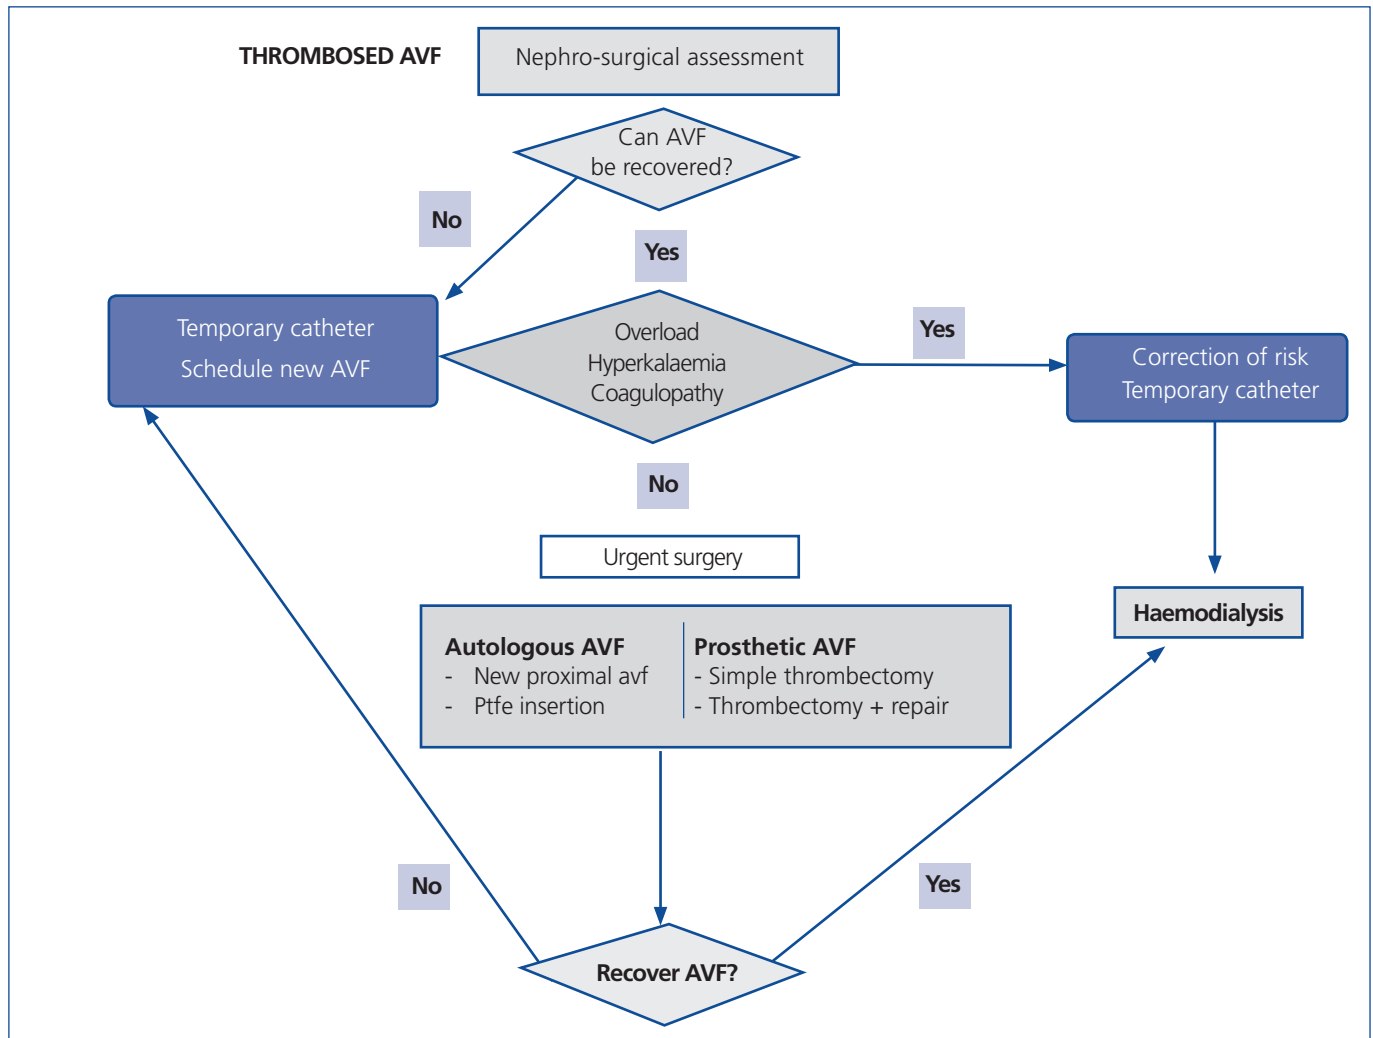 THROMBOSED AVF
Nephro-surgical assessment
Can AVF
be recovered?
No
Yes
Temporary catheter
Schedule new AVF
Overload
Hyperkalaemia
Coagulopathy
Yes
Correction of risk
Temporary catheter
No
Urgent surgery
Haemodialysis
Autologous AVF
- New proximal avf
- Ptfe insertion
Prosthetic AVF
- Simple thrombectomy
- Thrombectomy + repair
No
Yes
Recover AVF?